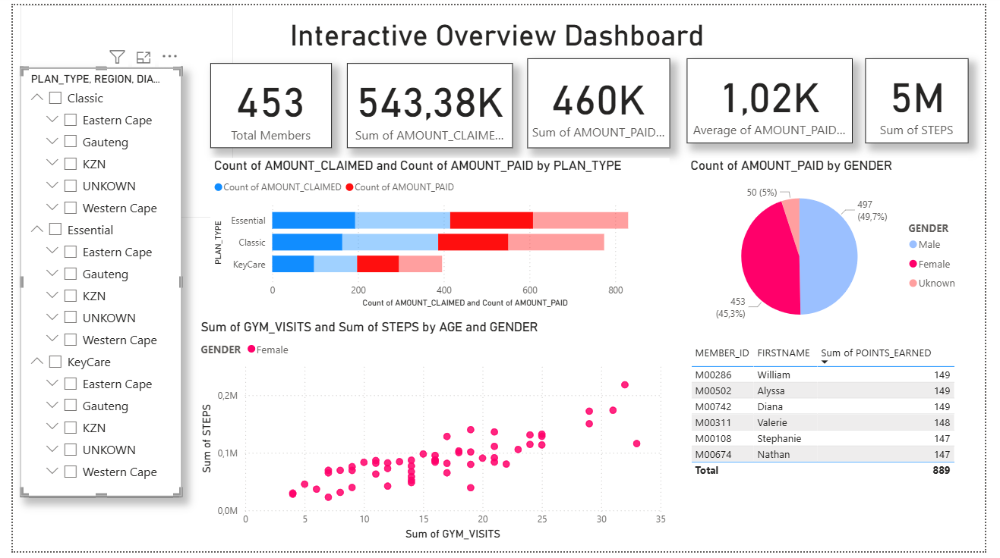 Interactive Overview Dashboard
PLAN_TYPE, REGION, DIA...
Classic
Eastern Cape
Gauteng
KZN
UNKOWN
Western Cape
Essential
Eastern Cape
Gauteng
KZN
UNKOWN
Western Cape
KeyCare
Eastern Cape
Gauteng
KZN
UNKOWN
Western Cape
453
Total Members
543,38K
Sum of AMOUNT_CLAIME...
460K
Sum of AMOUNT_PAID...
1,02K
Average of AMOUNT_PAID...
5M
Sum of STEPS
Count of AMOUNT_CLAIMED and Count of AMOUNT_PAID by PLAN_TYPE
Count of AMOUNT_CLAIMED Count of AMOUNT_PAID
PLAN_TYPE
Essential
Classic
KeyCare
0 200 400 600 800
Count of AMOUNT_CLAIMED and Count of AMOUNT_PAID
Count of AMOUNT_PAID by GENDER
50 (5%)
497
(49,7%)
453
(45,3%)
GENDER
Male
Female
Uknown
Sum of GYM_VISITS and Sum of STEPS by AGE and GENDER
GENDER Female
Sum of STEPS
0,2M
0,1M
0,0M
0 5 10 15 20 25 30 35
Sum of GYM_VISITS
MEMBER_ID FIRSTNAME Sum of POINTS_EARNED
M00286 William 149
M00502 Alyssa 149
M00742 Diana 149
M00311 Valerie 148
M00108 Stephanie 147
M00674 Nathan 147
Total 889